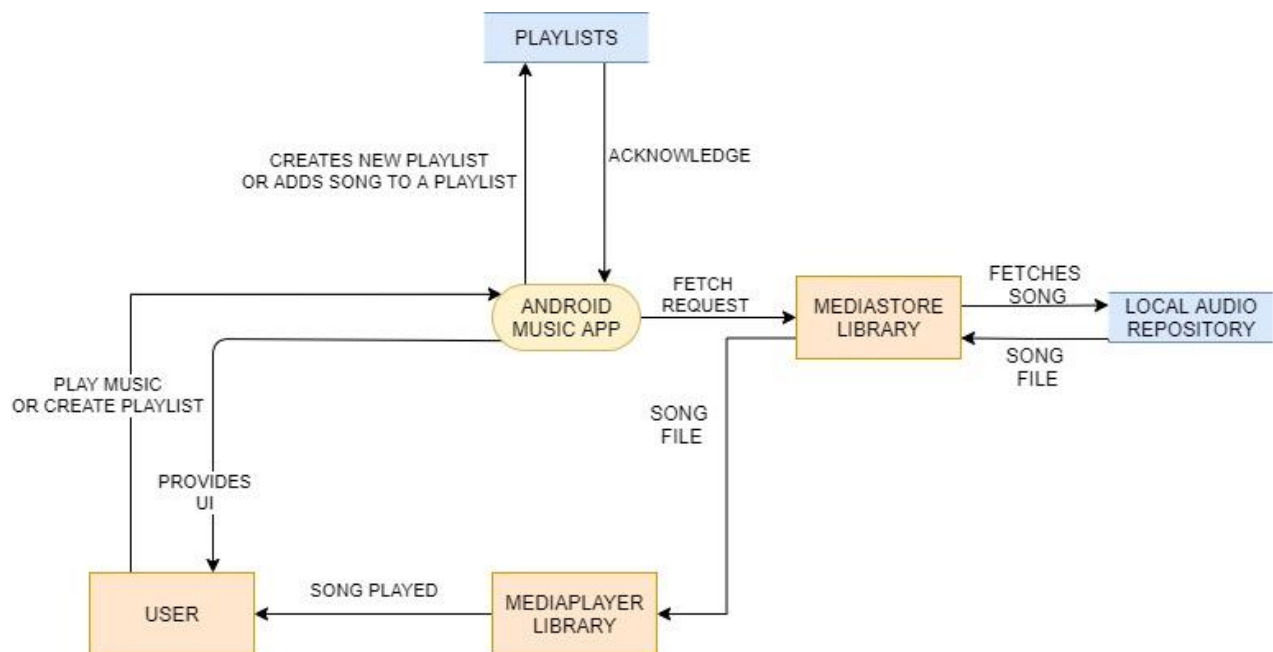 PLAYLISTS
CREATES NEW PLAYLIST
OR ADDS SONG TO A PLAYLIST
ACKNOWLEDGE
ANDROID
MUSIC APP
FETCH
REQUEST
MEDIASTORE
LIBRARY
FETCHES
SONG
LOCAL AUDIO
REPOSITORY
SONG
FILE
PLAY MUSIC
OR CREATE PLAYLIST
SONG
FILE
PROVIDES
UI
USER
SONG PLAYED
MEDIAPLAYER
LIBRARY